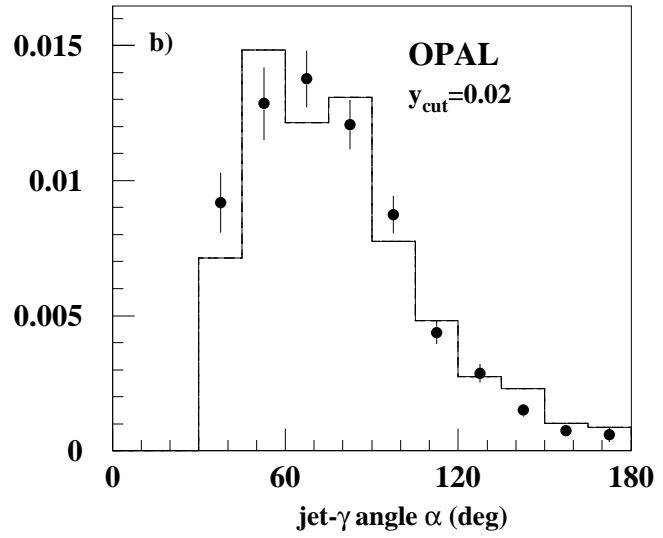 0.015
b)
OPAL
y_cut=0.02
0.01
0.005
0
0 60 120 180
jet-γ angle α (deg)